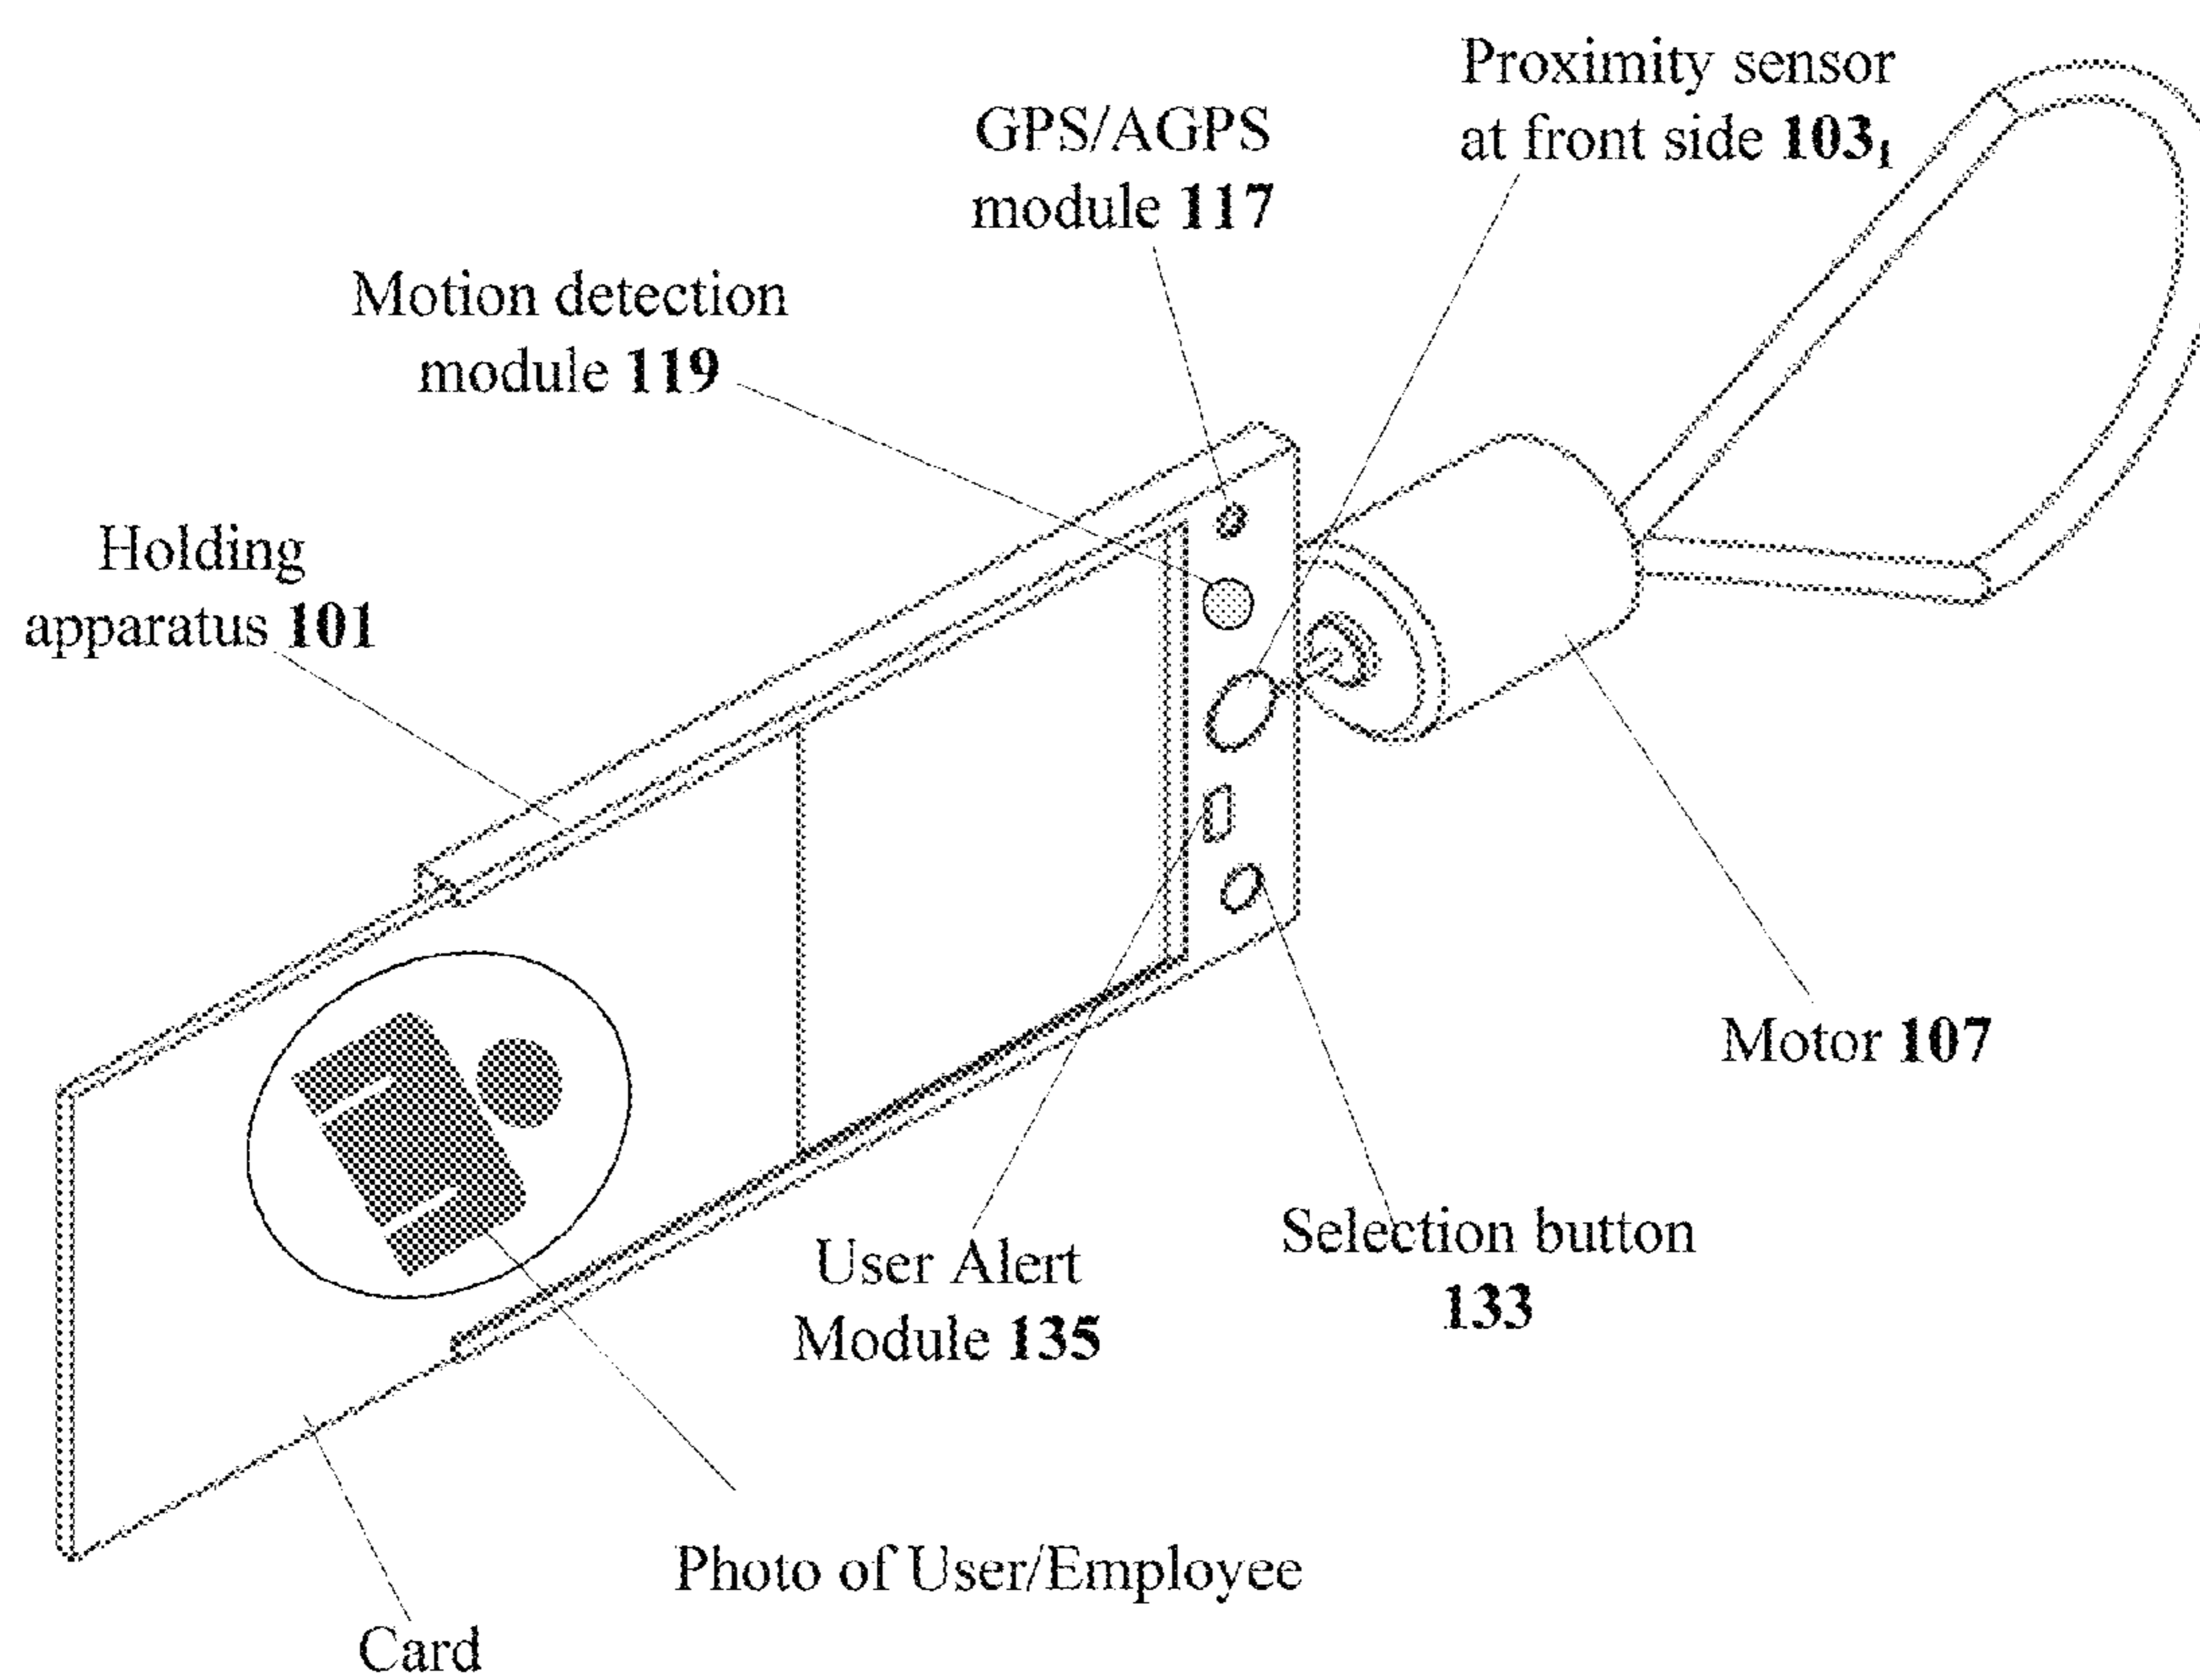 Proximity sensor
at front side 103₁
GPS/AGPS
module 117
Motion detection
module 119
Holding
apparatus 101
Motor 107
Selection button
133
User Alert
Module 135
Photo of User/Employee
Card